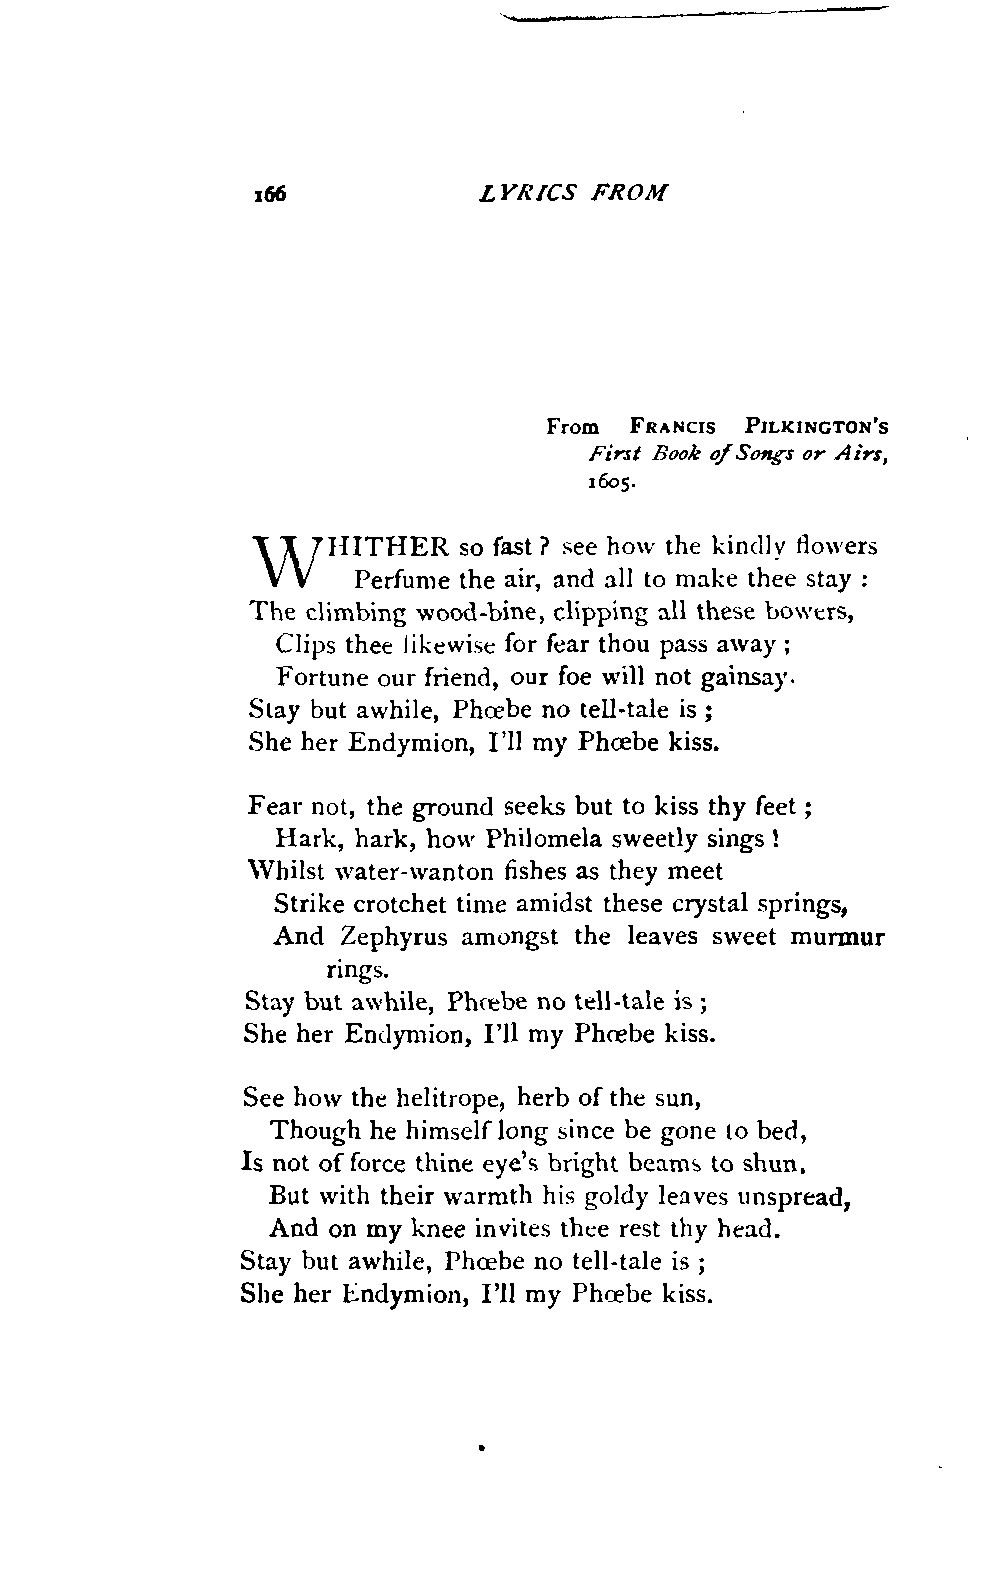 166 LYRICS FROM
From FRANCIS PILKINGTON'S
First Book of Songs or Airs,
1605.
WHITHER so fast? see how the kindly flowers
Perfume the air, and all to make thee stay :
The climbing wood-bine, clipping all these bowers,
Clips thee likewise for fear thou pass away ;
Fortune our friend, our foe will not gainsay.
Stay but awhile, Phœbe no tell-tale is ;
She her Endymion, I'll my Phœbe kiss.

Fear not, the ground seeks but to kiss thy feet ;
Hark, hark, how Philomela sweetly sings !
Whilst water-wanton fishes as they meet
Strike crotchet time amidst these crystal springs,
And Zephyrus amongst the leaves sweet murmur
rings.
Stay but awhile, Phœbe no tell-tale is ;
She her Endymion, I'll my Phœbe kiss.

See how the helitrope, herb of the sun,
Though he himself long since be gone to bed,
Is not of force thine eye's bright beams to shun,
But with their warmth his goldy leaves unspread,
And on my knee invites thee rest thy head.
Stay but awhile, Phœbe no tell-tale is ;
She her Endymion, I'll my Phœbe kiss.